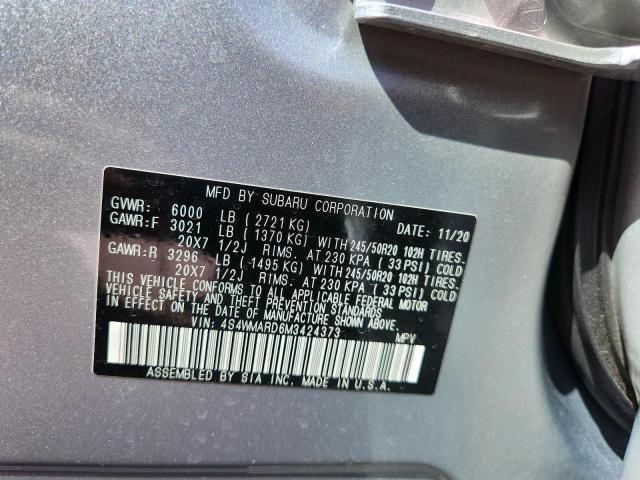 MFD BY SUBARU CORPORATION
GVWR: 6000 LB (2721 KG) DATE: 11/20
GAWR:F 3021 LB (1370 KG) WITH 245/50R20 102H TIRES.
20X7 1/2J RIMS. AT 230 KPA (33 PSI) COLD
GAWR:R 3296 LB (1495 KG) WITH 245/50R20 102H TIRES.
20X7 1/2J RIMS. AT 230 KPA (33 PSI) COLD
THIS VEHICLE CONFORMS TO ALL APPLICABLE FEDERAL MOTOR
VEHICLE SAFETY AND THEFT PREVENTION STANDARDS
IN EFFECT ON THE DATE OF MANUFACTURE SHOWN ABOVE.
VIN: 4S4WMARD6M3424373 MPV
ASSEMBLED BY SIA INC. MADE IN U.S.A.